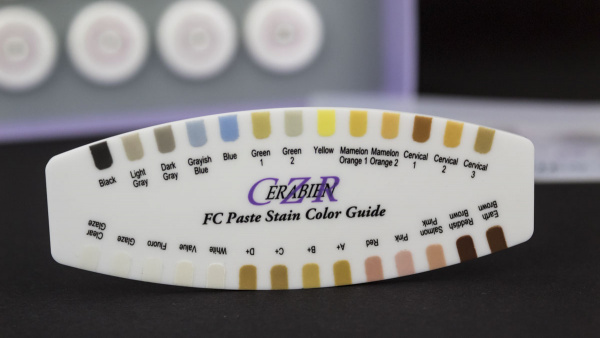 Black
Light
Gray
Dark
Gray
Grayish
Blue
Blue
Green
1
Green
2
Yellow
Mamelon
Orange 1
Mamelon
Orange 2
Cervical
1
Cervical
2
Cervical
3
CZR
ERABIEN
FC Paste Stain Color Guide
Earth
Brown
Reddish
Brown
Salmon
Pink
Pink
Red
A+
B+
C+
D+
White
Value
Fluoro
Glaze
Clear
Glaze